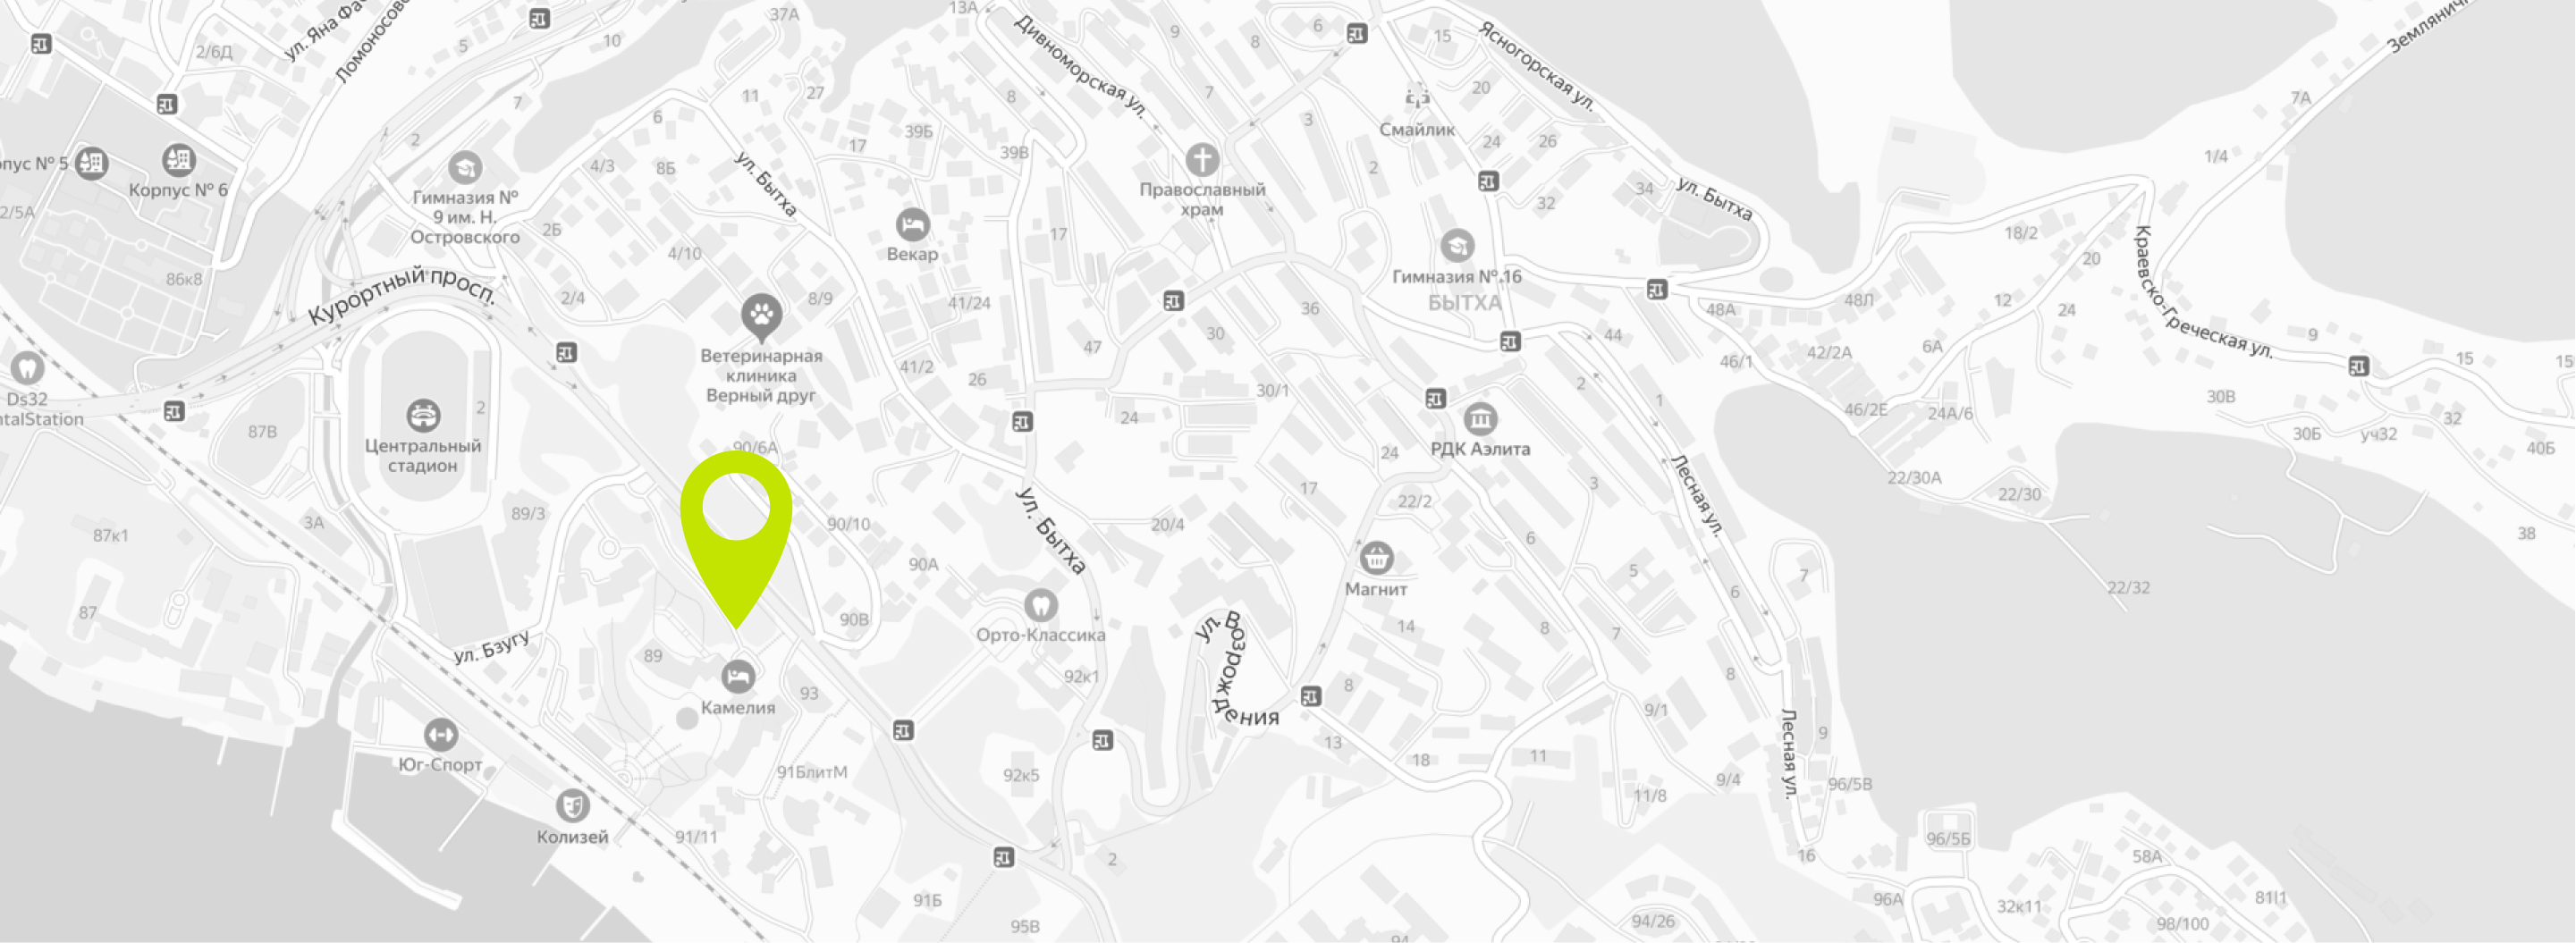 13А
37А
ул. Яна Фаб
Ломоносово
2/6Д
5
10
7
2
11
27
6
17
8Б
4/3
39Б
39В
Дивноморская ул.
8
9
8
7
6
15
Ясногорская ул.
Землянич
7А
1/4
20
Смайлик
24
26
3
2
32
34
ул. Бытха
Корпус № 6
пус № 5
2/5А
86к8
Гимназия №
9 им. Н.
Островского
2Б
4/10
2/4
8/9
ул. Бытха
Векар
41/24
17
Православный
храм
Гимназия № 16
БЫТХА
18/2
20
12
24
48Л
48А
Краевско-Греческая ул.
9
15
15
Курортный просп.
Ds32
ntalStation
87В
2
Центральный
стадион
Ветеринарная
клиника
Верный друг
41/2
26
47
30
36
30/1
24
44
46/1
42/2А
6А
46/2Е
24А/6
30В
30Б
уч32
32
40Б
38
2
1
РДК Аэлита
24
17
22/2
3
Лесная ул.
22/30А
22/30
22/32
90/6А
90/10
ул. Бытха
20/4
3А
89/3
87к1
87
90А
90В
Орто-Классика
92к1
Магнит
6
5
6
7
14
8
7
8
ул. Возрождения
8
9/1
13
18
11
9/4
11/8
Лесная ул.
9
96/5В
16
ул. Бзугу
89
Камелия
93
91БлитМ
92к5
Юг-Спорт
Колизей
91/11
2
91Б
95В
94
94/26
96А
96/5Б
32к11
58А
98/100
81І1